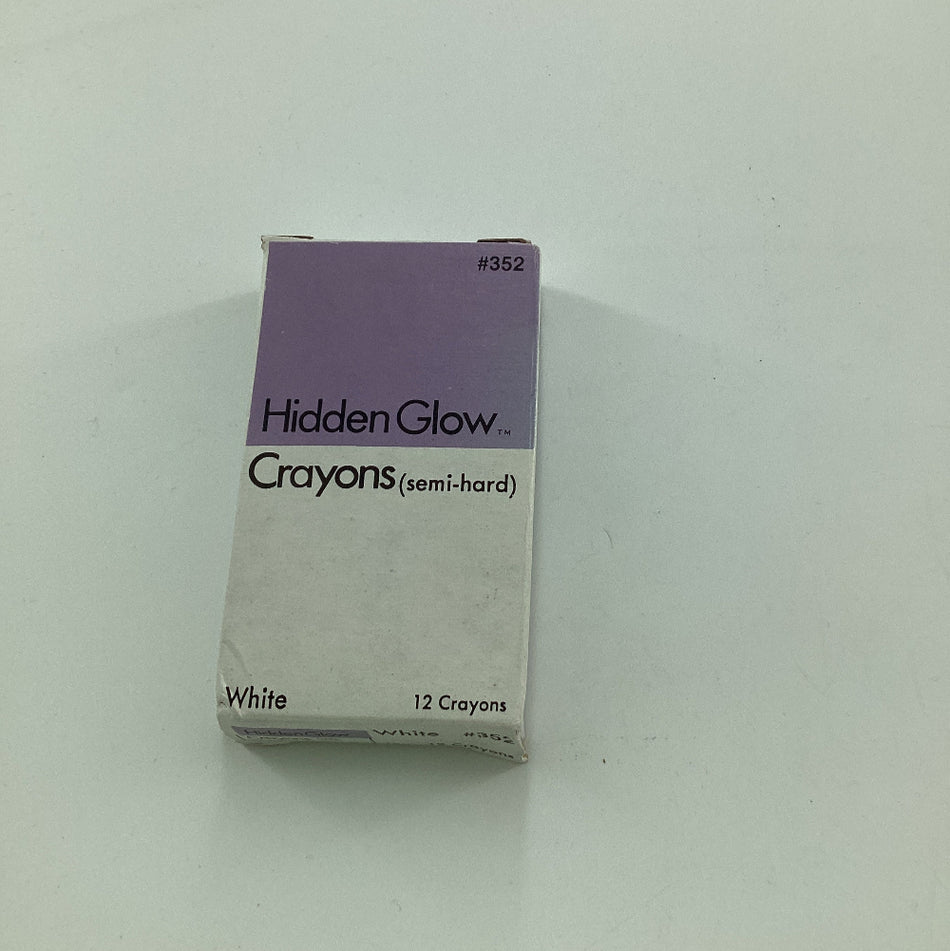 #352
Hidden Glow™
Crayons (semi-hard)
White
12 Crayons
Hidden Glow
White #352
12 Crayons